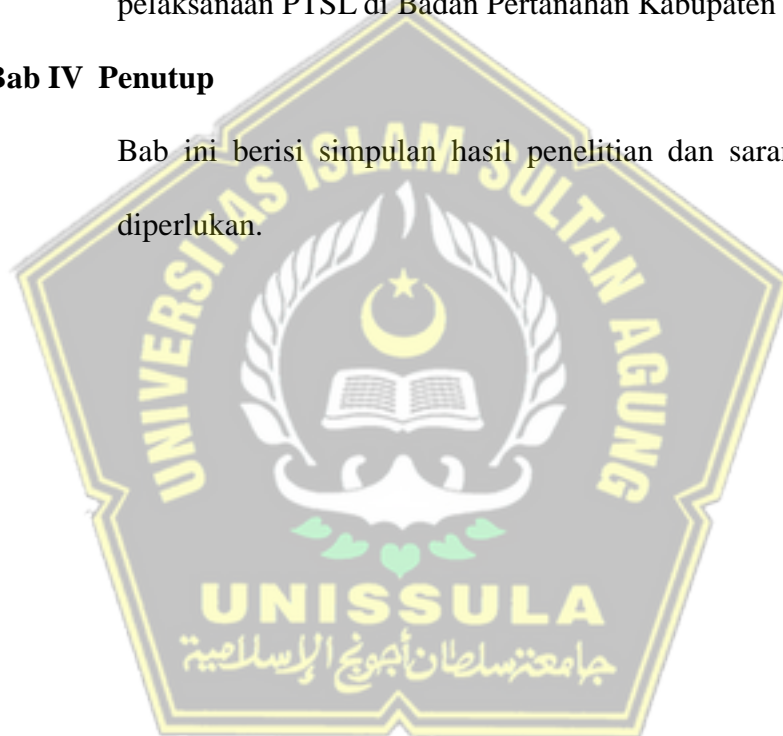 pelaksanaan PTSL di Badan Pertanahan Kabupaten
Bab IV Penutup
Bab ini berisi simpulan hasil penelitian dan saran
diperlukan.
UNIVERSITAS ISLAM SULTAN AGUNG
UNISSULA
جامعة سلطان أجونج الإسلامية